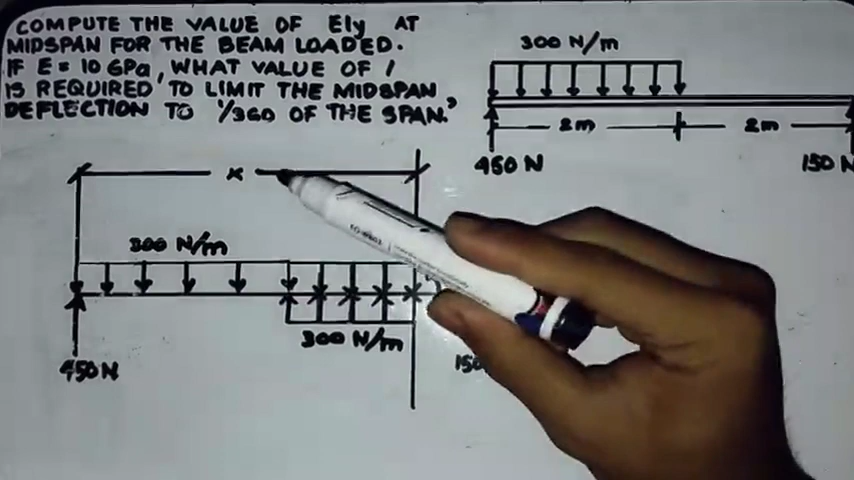 COMPUTE THE VALUE OF EIy AT
MIDSPAN FOR THE BEAM LOADED.
IF E = 10 GPa, WHAT VALUE OF I
IS REQUIRED TO LIMIT THE MIDSPAN
DEFLECTION TO 1/360 OF THE SPAN?
300 N/m
2m 2m
450 N 150 N
x
300 N/m
300 N/m
450N